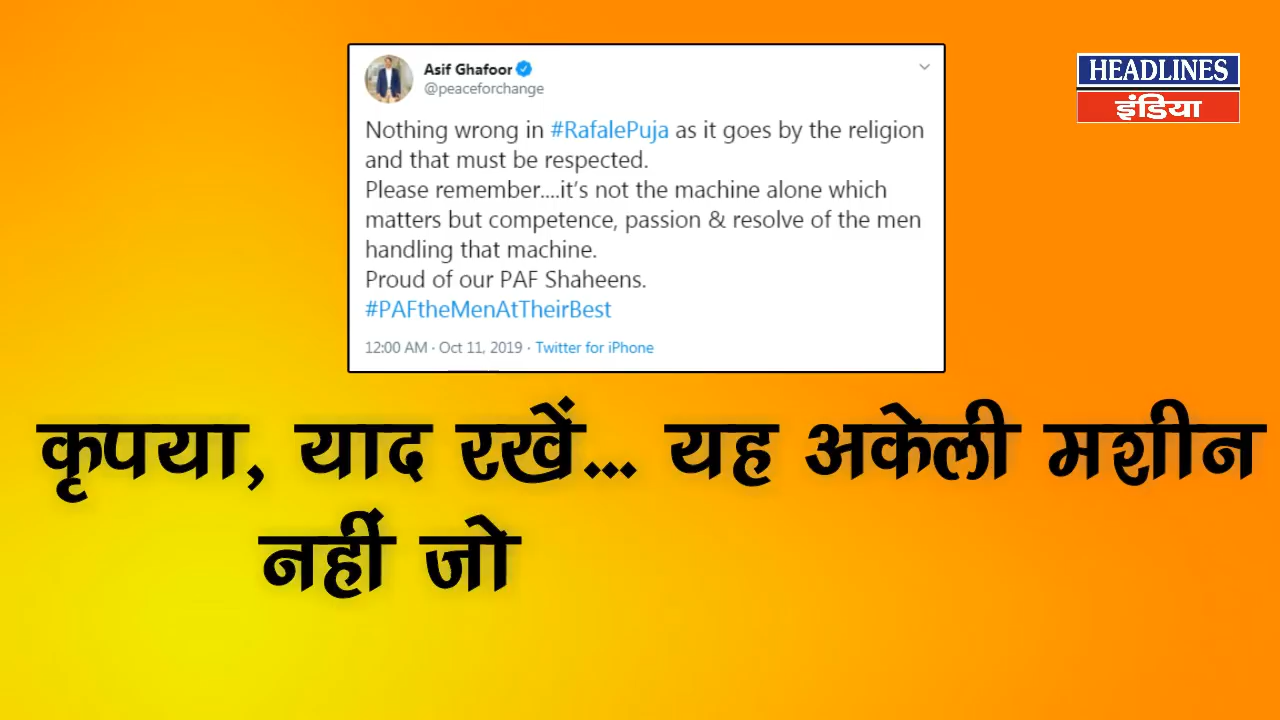 Asif Ghafoor
@peaceforchange
HEADLINES
इंडिया
Nothing wrong in #RafalePuja as it goes by the religion
and that must be respected.
Please remember....it's not the machine alone which
matters but competence, passion & resolve of the men
handling that machine.
Proud of our PAF Shaheens.
#PAFtheMenAtTheirBest
12:00 AM · Oct 11, 2019 · Twitter for iPhone
कृपया, याद रखें... यह अकेली मशीन
नहीं जो